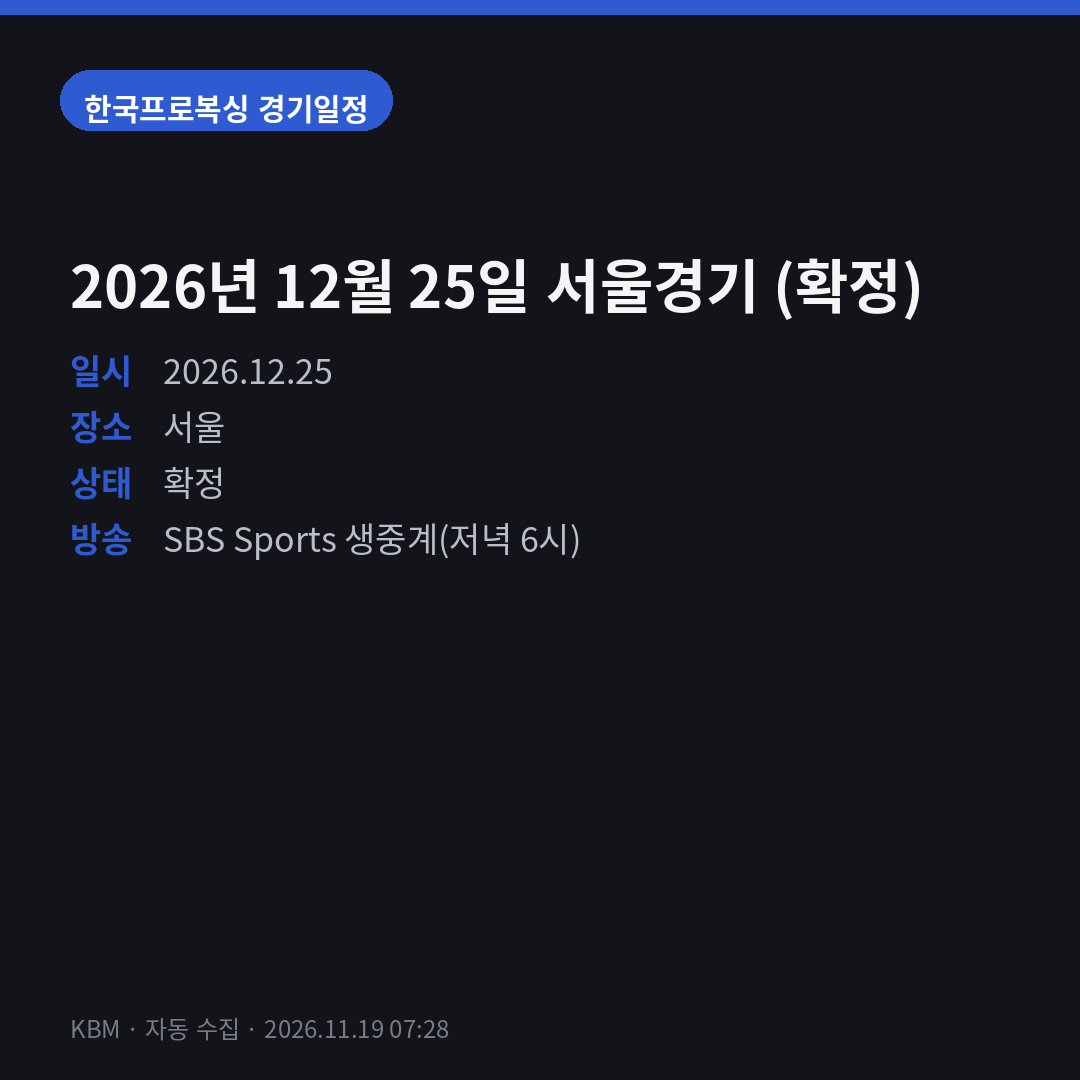 한국프로복싱 경기일정
2026년 12월 25일 서울경기 (확정)
일시 2026.12.25
장소 서울
상태 확정
방송 SBS Sports 생중계(저녁 6시)
KBM · 자동 수집 · 2026.11.19 07:28